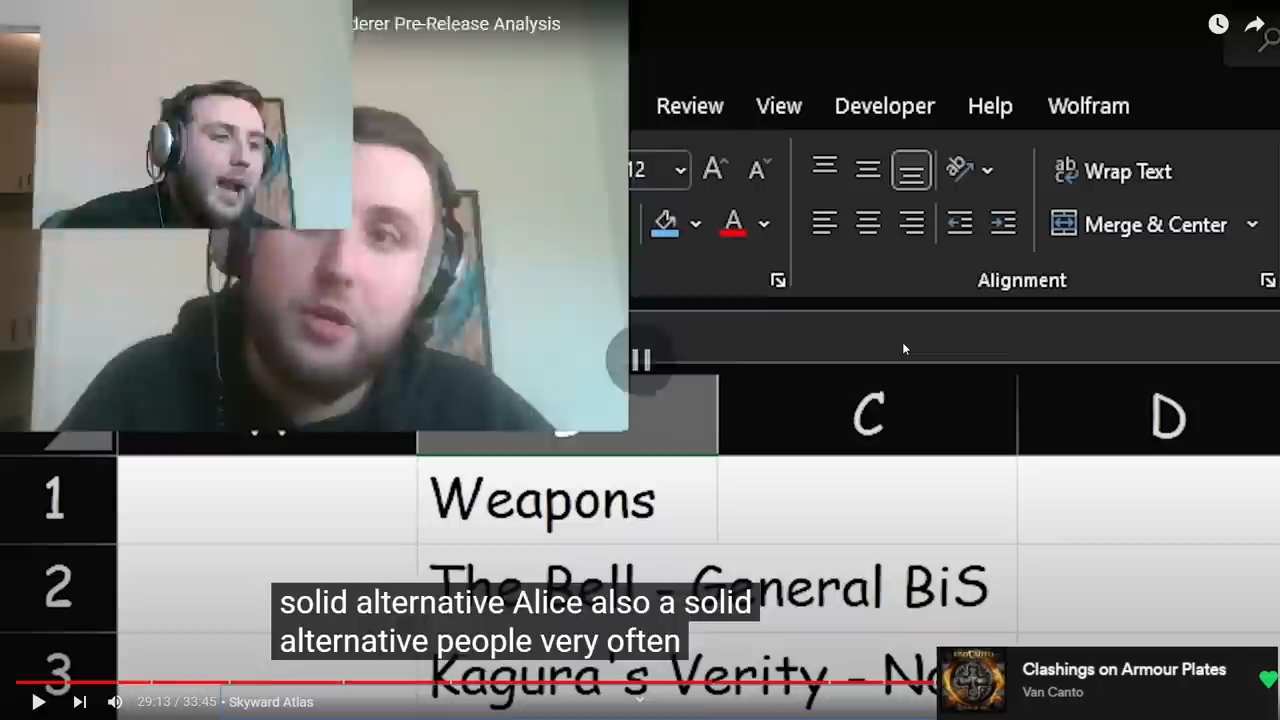 derer Pre-Release Analysis
Review View Developer Help Wolfram
12 A A ab Wrap Text
A Merge & Center
Alignment
C D
1 Weapons
2 The Bell - General BiS
solid alternative Alice also a solid
alternative people very often
3 Kagura's Verity - No
Clashings on Armour Plates
Van Canto
29:13 / 33:45 • Skyward Atlas